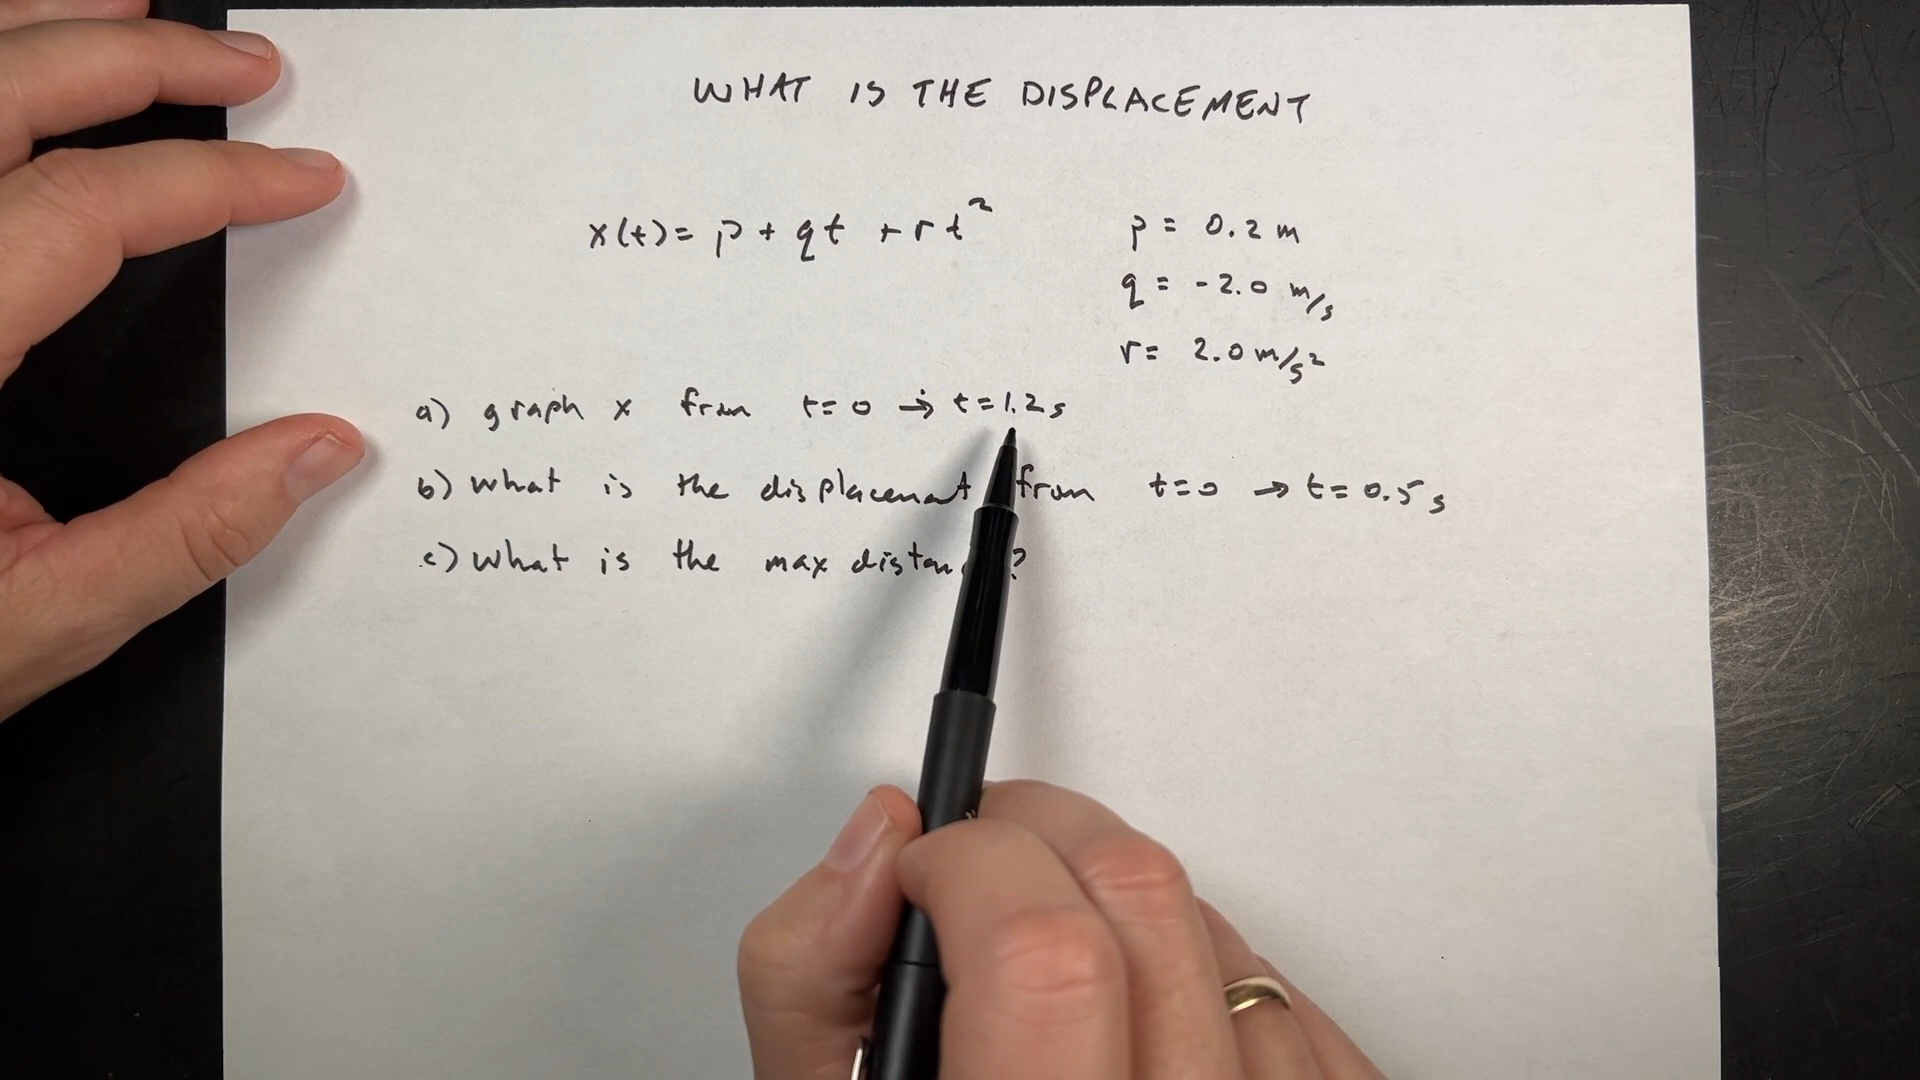 WHAT IS THE DISPLACEMENT
x(t) = p + qt + rt²
p = 0.2 m
q = -2.0 m/s
r = 2.0 m/s²
a) graph x from t=0 → t=1.2s
b) what is the displacement from t=0 → t=0.5s
c) what is the max distance?